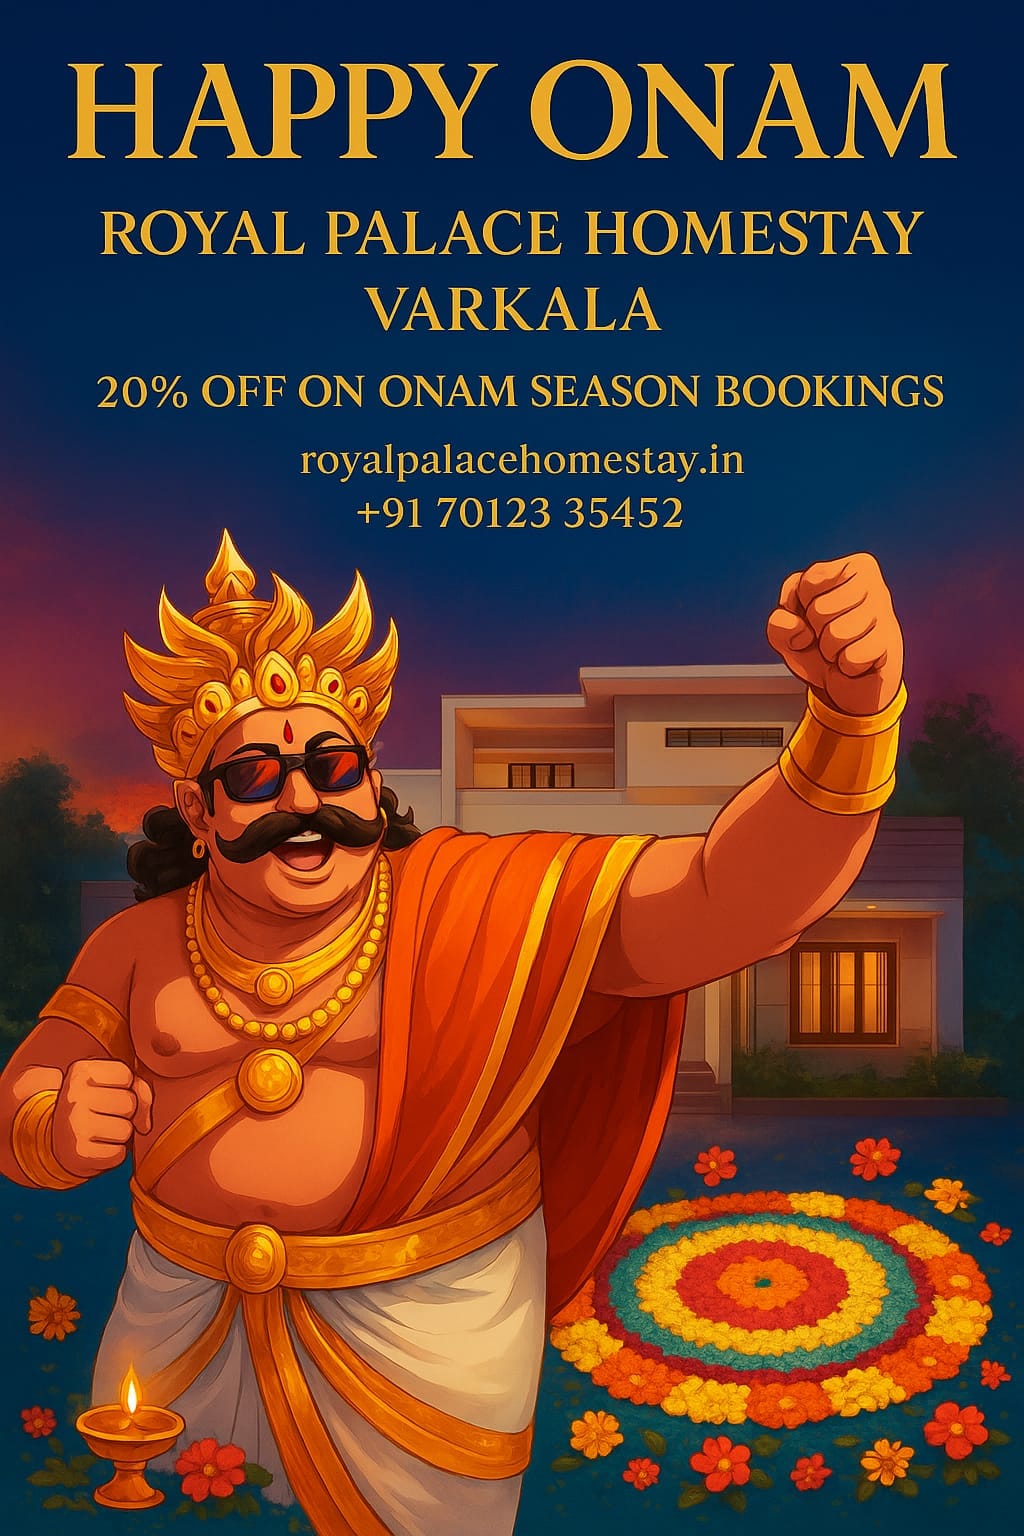 HAPPY ONAM
ROYAL PALACE HOMESTAY
VARKALA
20% OFF ON ONAM SEASON BOOKINGS
royalpalacehomestay.in
+91 70123 35452